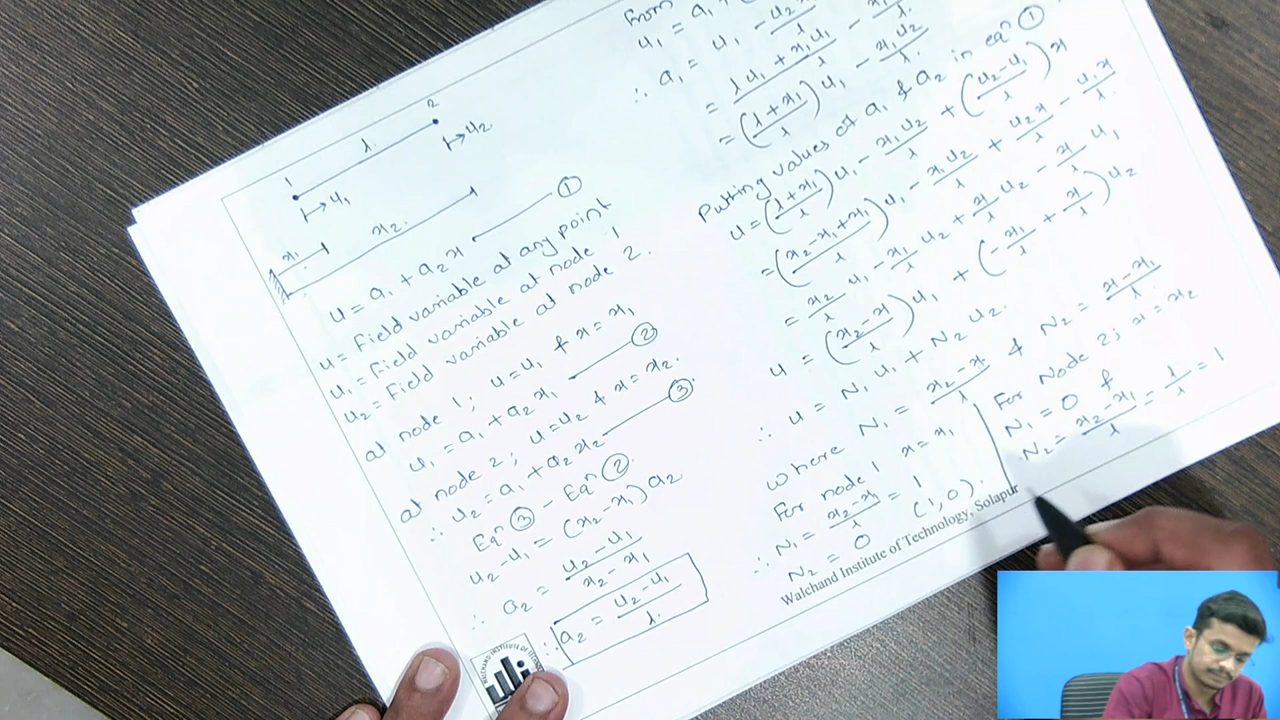 1
2
l.
u₁
u₂.
x₁
x₂.
u = a₁ + a₂x ——— ①
u = Field variable at any point
u₁ = Field variable at node 1
u₂ = Field variable at node 2.
at node 1; u = u₁ & x = x₁
u₁ = a₁ + a₂x₁ ——— ②
at node 2; u = u₂ & x = x₂.
∴ u₂ = a₁ + a₂x₂ ——— ③
Eqⁿ ③ - Eqⁿ ②
u₂ - u₁ = (x₂ - x₁) a₂
∴ a₂ = (u₂ - u₁)/(x₂ - x₁)
∴ a₂ = (u₂ - u₁)/l.
From
u₁ = a₁ +
∴ a₁ = u₁ -
= (l u₁ + x₁u₁)/l - x₁u₂/l
= ((l + x₁)/l) u₁ - x₁u₂/l.
Putting values of a₁ & a₂ in eqⁿ ①
u = ((l + x₁)/l) u₁ - x₁u₂/l + ((u₂ - u₁)/l) x
= ((x₂ - x₁ + x₁)/l) u₁ - x₁u₂/l + u₂x/l - u₁x/l.
= x₂/l u₁ - x₁/l u₂ + x/l u₂ - x/l u₁
u = ((x₂ - x)/l) u₁ + (-x₁/l + x/l) u₂
∴ u = N₁ u₁ + N₂ u₂.
where N₁ = (x₂ - x)/l. & N₂ = (x - x₁)/l.
For node 1 x = x₁
∴ N₁ = (x₂ - x₁)/l = 1
N₂ = 0 (1,0).
For Node 2; x = x₂
N₁ = 0 &
N₂ = (x₂ - x₁)/l = l/l = 1
Walchand Institute of Technology, Solapur